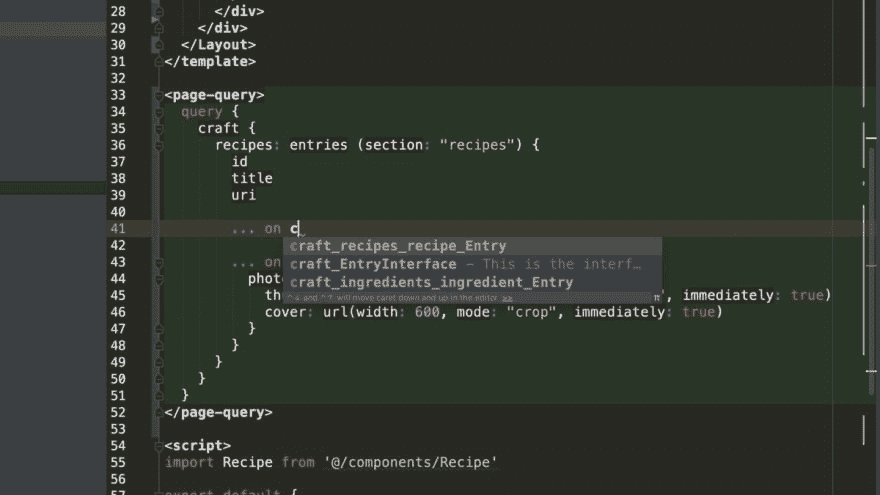 28 </div>
29 </div>
30 </Layout>
31 </template>
32
33 <page-query>
34 query {
35 craft {
36 recipes: entries (section: "recipes") {
37 id
38 title
39 uri
40
41 ... on c
craft_recipes_recipe_Entry
42
craft_EntryInterface – This is the interf…
43 ... on
craft_ingredients_ingredient_Entry
44 phot
^↓ and ^↑ will move caret down and up in the editor >> π
45 th ", immediately: true)
46 cover: url(width: 600, mode: "crop", immediately: true)
47 }
48 }
49 }
50 }
51 }
52 </page-query>
53
54 <script>
55 import Recipe from '@/components/Recipe'
56
57 export default {